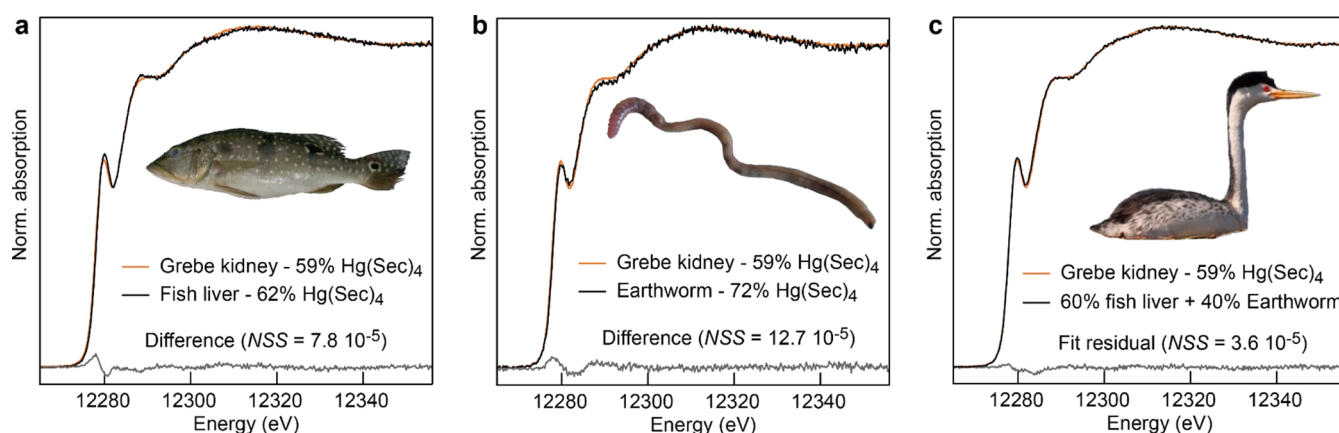 a
Norm. absorption
Grebe kidney - 59% Hg(Sec)4
Fish liver - 62% Hg(Sec)4
Difference (NSS = 7.8 10-5)
12280 12300 12320 12340
Energy (eV)
b
Norm. absorption
Grebe kidney - 59% Hg(Sec)4
Earthworm - 72% Hg(Sec)4
Difference (NSS = 12.7 10-5)
12280 12300 12320 12340
Energy (eV)
c
Norm. absorption
Grebe kidney - 59% Hg(Sec)4
60% fish liver + 40% Earthworm
Fit residual (NSS = 3.6 10-5)
12280 12300 12320 12340
Energy (eV)